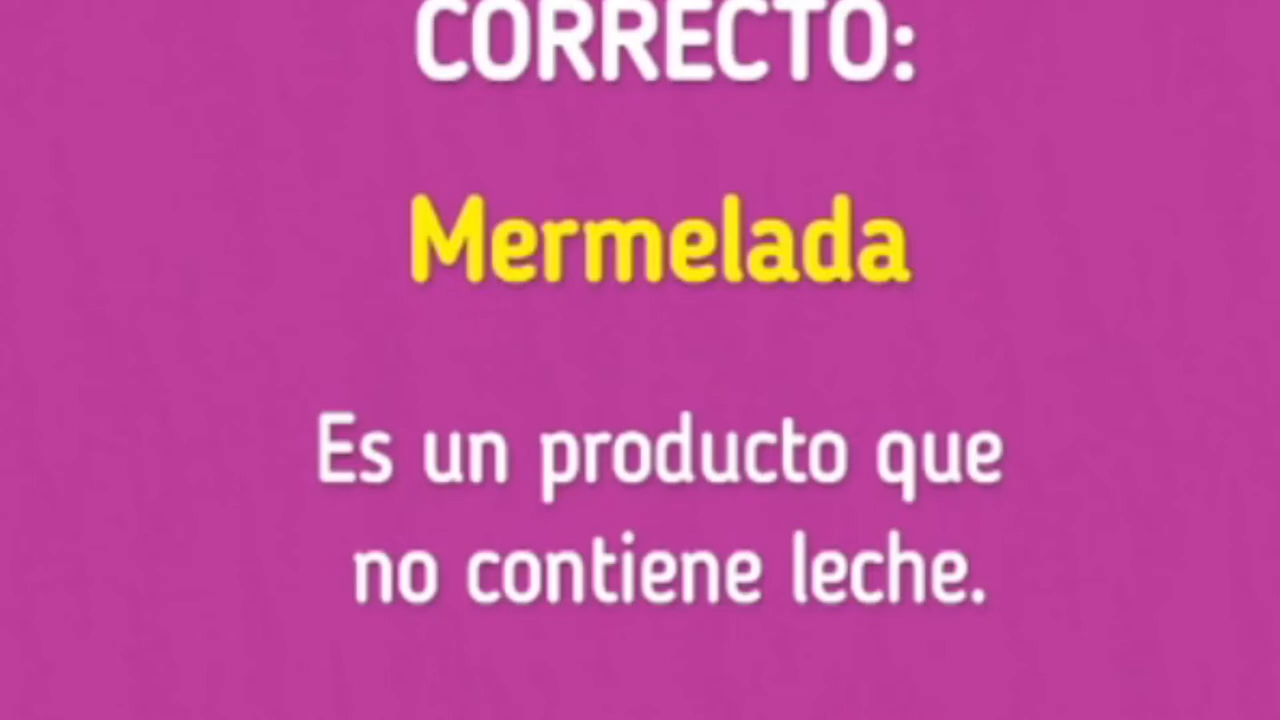 CORRECTO:
Mermelada
Es un producto que
no contiene leche.